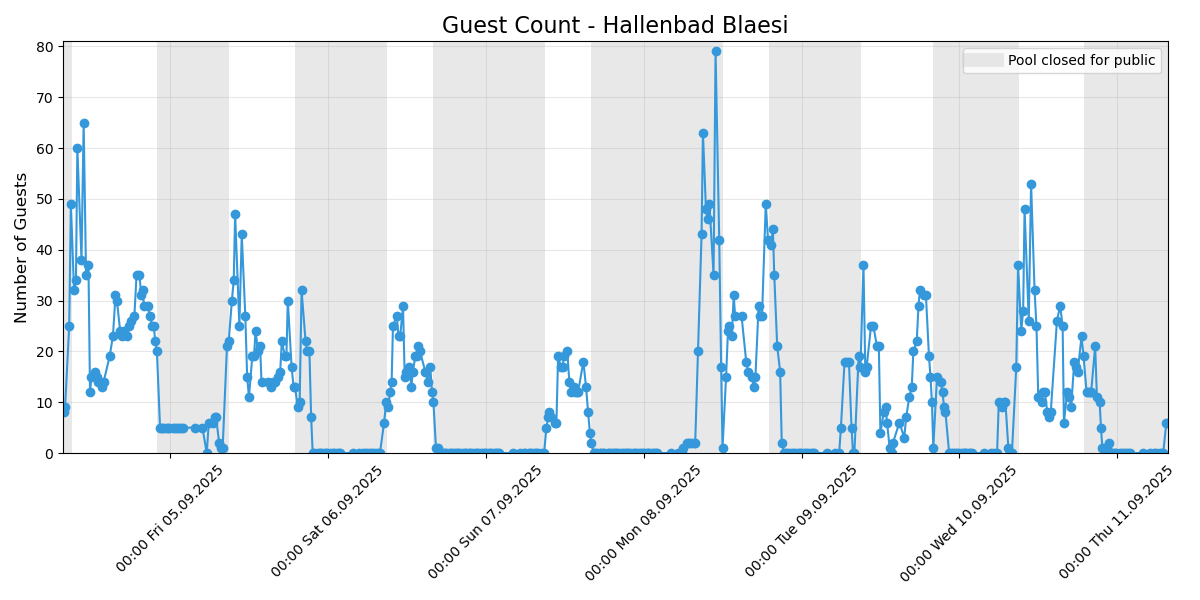 Guest Count - Hallenbad Blaesi
Pool closed for public
Number of Guests
80
70
60
50
40
30
20
10
0
00:00 Fri 05.09.2025
00:00 Sat 06.09.2025
00:00 Sun 07.09.2025
00:00 Mon 08.09.2025
00:00 Tue 09.09.2025
00:00 Wed 10.09.2025
00:00 Thu 11.09.2025